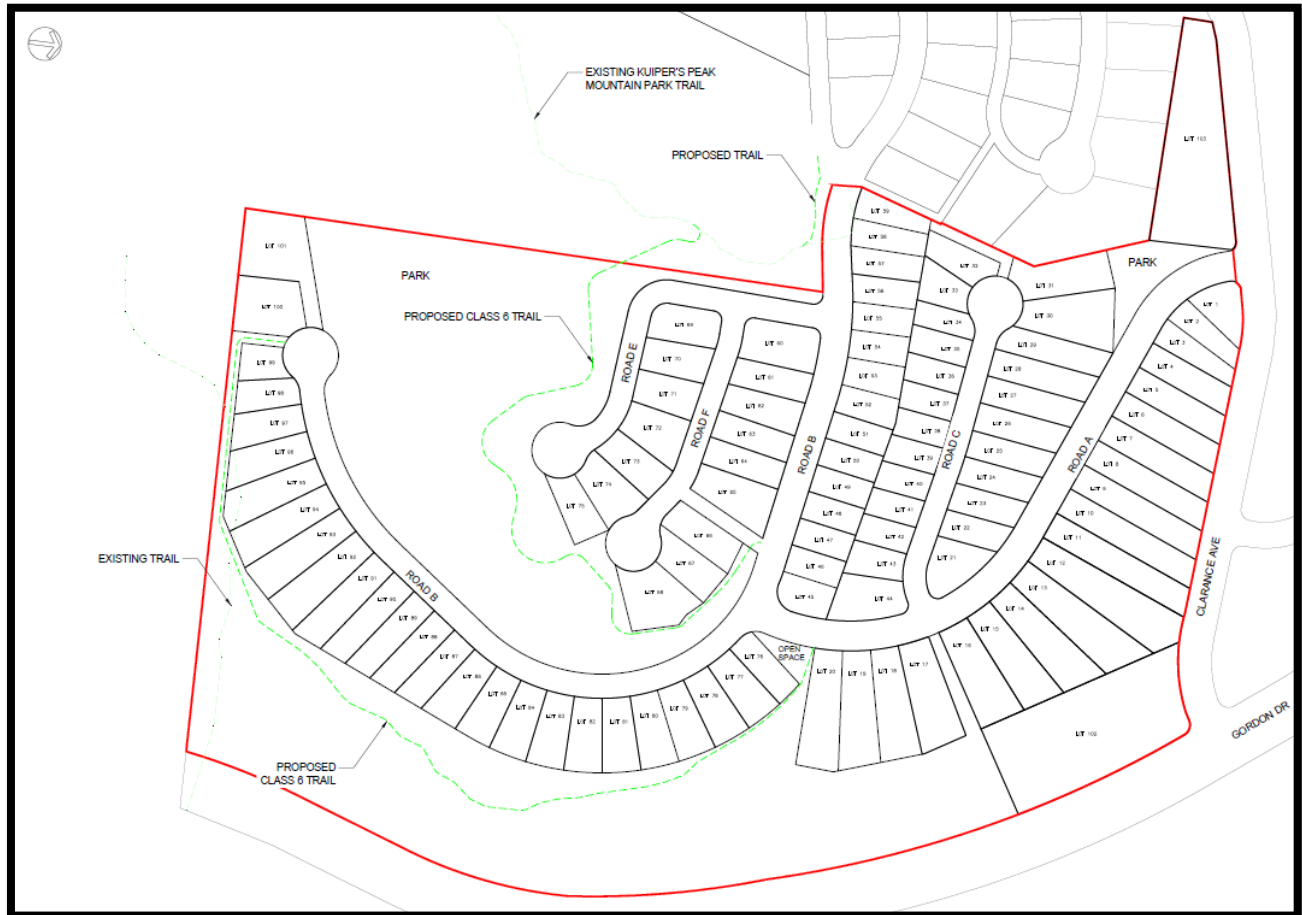 EXISTING KUIPER'S PEAK
MOUNTAIN PARK TRAIL
PROPOSED TRAIL
LOT 103
LOT 59
LOT 58
LOT 57
LOT 56
LOT 55
LOT 54
LOT 53
LOT 52
LOT 51
LOT 50
LOT 49
LOT 48
LOT 47
LOT 46
LOT 45
LOT 32
LOT 33
LOT 34
LOT 35
LOT 36
LOT 37
LOT 38
LOT 39
LOT 40
LOT 41
LOT 42
LOT 43
LOT 44
PARK
LOT 31
LOT 30
LOT 29
LOT 28
LOT 27
LOT 26
LOT 25
LOT 24
LOT 23
LOT 22
LOT 21
LOT 1
LOT 2
LOT 3
LOT 4
LOT 5
LOT 6
LOT 7
LOT 8
LOT 9
LOT 10
LOT 11
LOT 12
LOT 13
LOT 14
LOT 15
LOT 16
LOT 17
LOT 18
LOT 19
LOT 20
LOT 102
LOT 101
LOT 100
PARK
PROPOSED CLASS 6 TRAIL
ROAD E
ROAD F
ROAD B
ROAD C
ROAD A
LOT 69
LOT 70
LOT 71
LOT 72
LOT 73
LOT 74
LOT 75
LOT 60
LOT 61
LOT 62
LOT 63
LOT 64
LOT 65
LOT 66
LOT 67
LOT 68
LOT 99
LOT 98
LOT 97
LOT 96
LOT 95
LOT 94
LOT 93
LOT 92
LOT 91
LOT 90
LOT 89
LOT 88
LOT 87
LOT 86
LOT 85
LOT 84
LOT 83
LOT 82
LOT 81
LOT 80
LOT 79
LOT 78
LOT 77
LOT 76
OPEN
SPACE
EXISTING TRAIL
ROAD B
CLARANCE AVE
GORDON DR
PROPOSED
CLASS 6 TRAIL